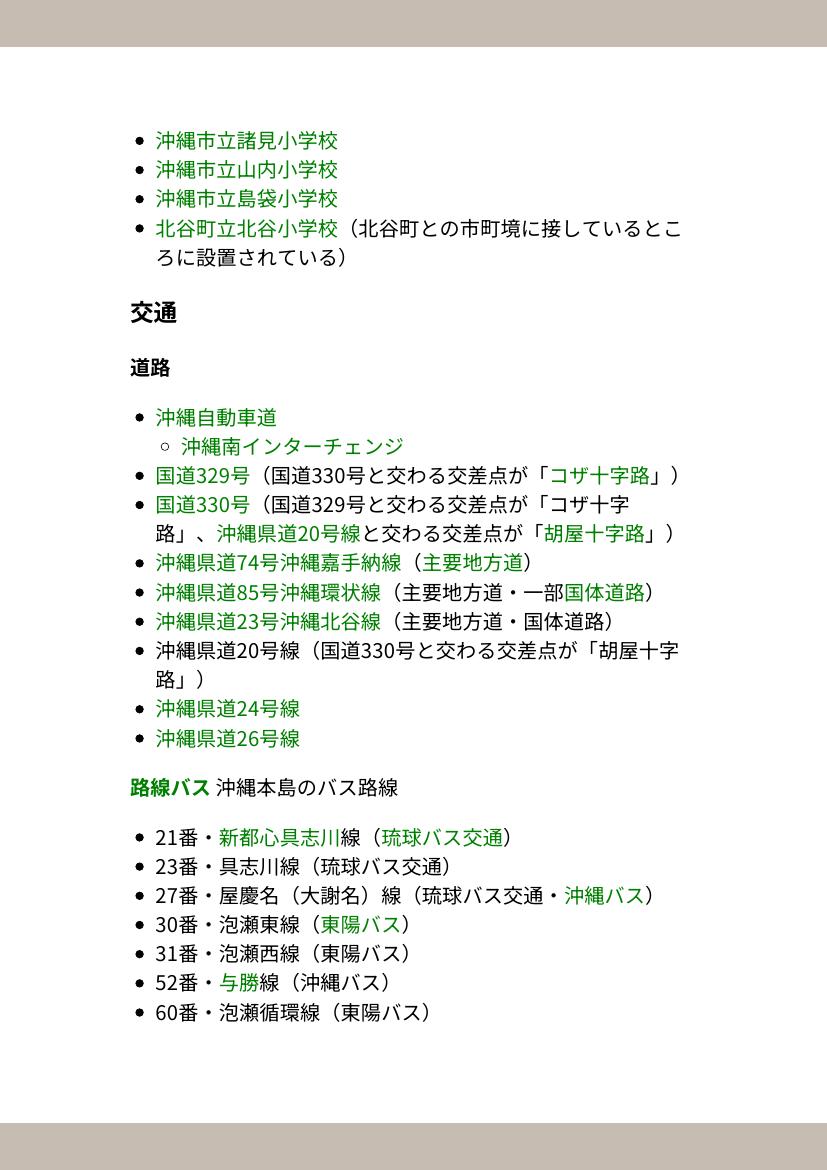 沖縄市立諸見小学校
沖縄市立山内小学校
沖縄市立島袋小学校
北谷町立北谷小学校（北谷町との市町境に接しているとこ
ろに設置されている）
交通
道路
沖縄自動車道
沖縄南インターチェンジ
国道329号（国道330号と交わる交差点が「コザ十字路」）
国道330号（国道329号と交わる交差点が「コザ十字
路」、沖縄県道20号線と交わる交差点が「胡屋十字路」）
沖縄県道74号沖縄嘉手納線（主要地方道）
沖縄県道85号沖縄環状線（主要地方道・一部国体道路）
沖縄県道23号沖縄北谷線（主要地方道・国体道路）
沖縄県道20号線（国道330号と交わる交差点が「胡屋十字
路」）
沖縄県道24号線
沖縄県道26号線
路線バス 沖縄本島のバス路線
21番・新都心具志川線（琉球バス交通）
23番・具志川線（琉球バス交通）
27番・屋慶名（大謝名）線（琉球バス交通・沖縄バス）
30番・泡瀬東線（東陽バス）
31番・泡瀬西線（東陽バス）
52番・与勝線（沖縄バス）
60番・泡瀬循環線（東陽バス）